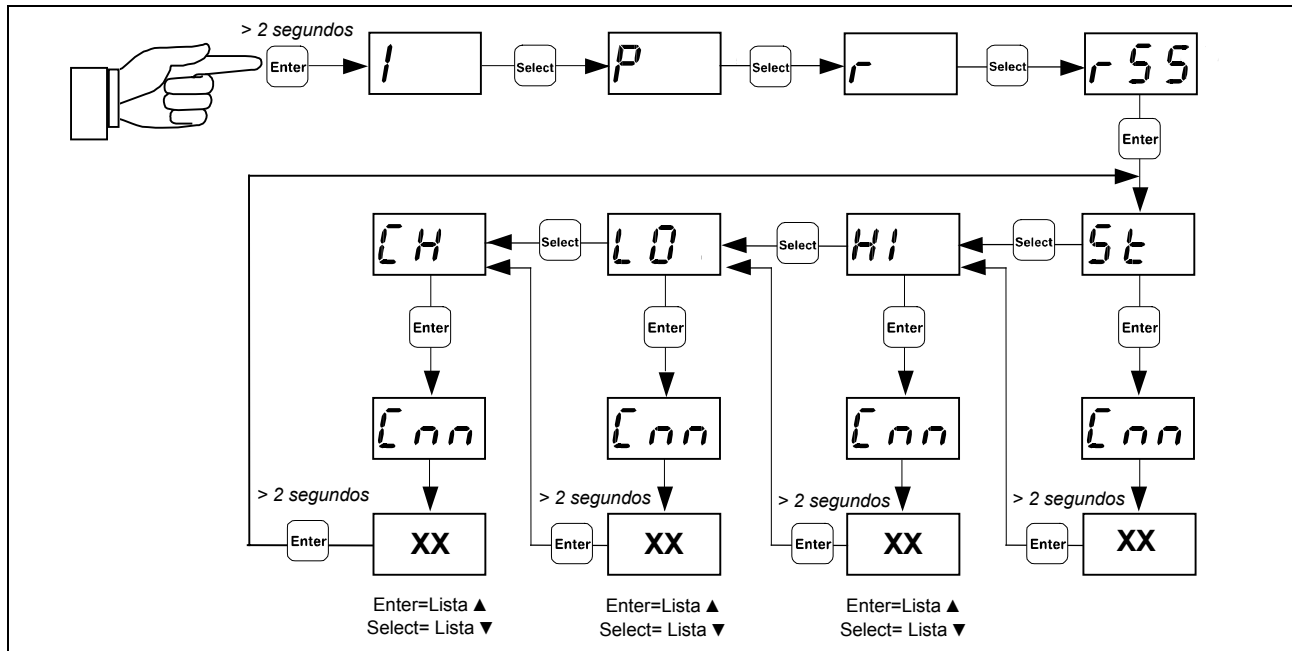 > 2 segundos
Enter
I
Select
P
Select
r
Select
rSS
Enter
CH
Select
LO
Select
HI
Select
St
Enter
Enter
Enter
Enter
Cnn
Cnn
Cnn
Cnn
> 2 segundos
> 2 segundos
> 2 segundos
> 2 segundos
Enter
XX
Enter
XX
Enter
XX
Enter
XX
Enter=Lista ▲
Select= Lista ▼
Enter=Lista ▲
Select= Lista ▼
Enter=Lista ▲
Select= Lista ▼